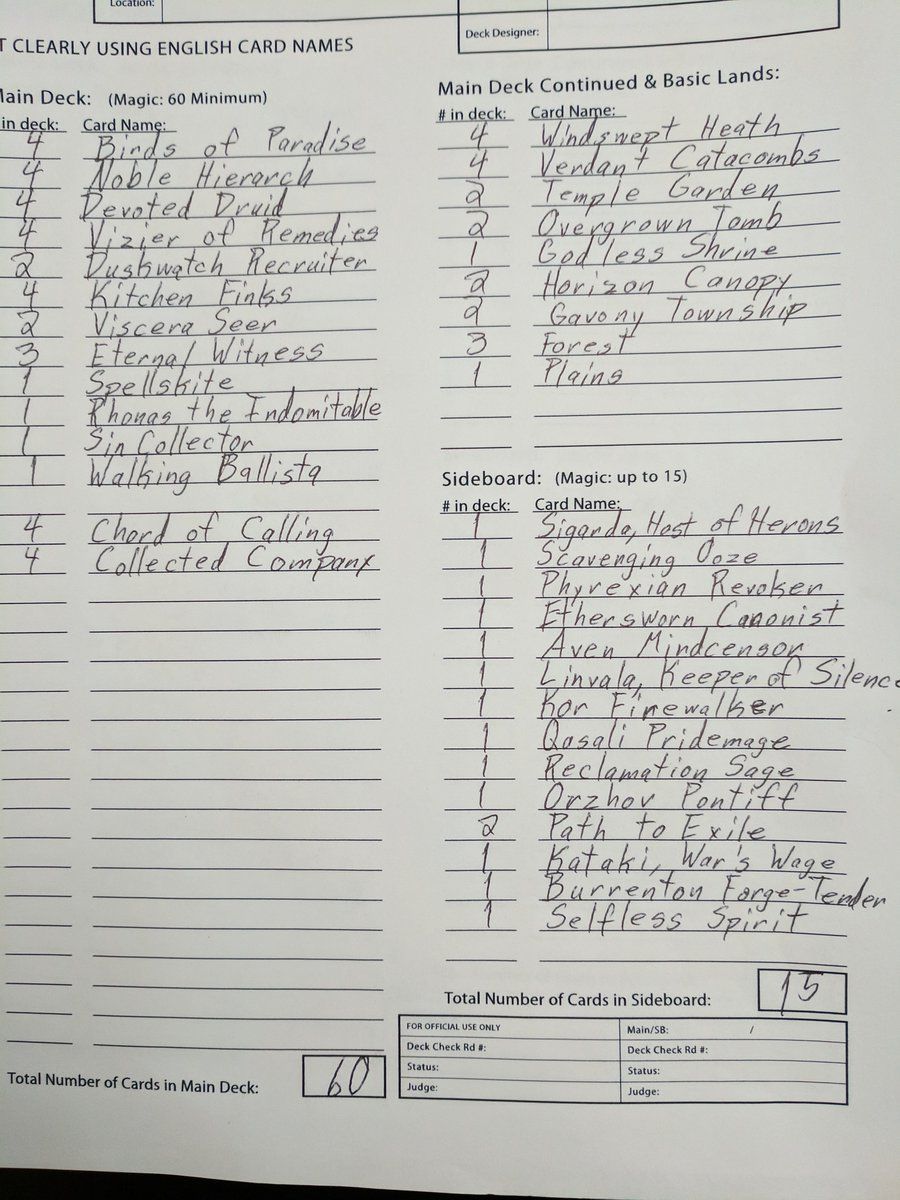 Location:
Deck Designer:
T CLEARLY USING ENGLISH CARD NAMES
Main Deck: (Magic: 60 Minimum)
in deck: Card Name:
4 Birds of Paradise
4 Noble Hierarch
4 Devoted Druid
4 Vizier of Remedies
2 Duskwatch Recruiter
4 Kitchen Finks
2 Viscera Seer
3 Eternal Witness
1 Spellskite
1 Rhonas the Indomitable
1 Sin Collector
1 Walking Ballista
4 Chord of Calling
4 Collected Company
Total Number of Cards in Main Deck: 60
Main Deck Continued & Basic Lands:
# in deck: Card Name:
4 Windswept Heath
4 Verdant Catacombs
2 Temple Garden
2 Overgrown Tomb
1 Godless Shrine
2 Horizon Canopy
2 Gavony Township
3 Forest
1 Plains
Sideboard: (Magic: up to 15)
# in deck: Card Name:
1 Sigarda, Host of Herons
1 Scavenging Ooze
1 Phyrexian Revoker
1 Ethersworn Canonist
1 Aven Mindcensor
1 Linvala, Keeper of Silence
1 Kor Firewalker
1 Qasali Pridemage
1 Reclamation Sage
1 Orzhov Pontiff
2 Path to Exile
1 Kataki, War's Wage
1 Burrenton Forge-Tender
1 Selfless Spirit
Total Number of Cards in Sideboard: 15
FOR OFFICIAL USE ONLY
Deck Check Rd #:
Status:
Judge:
Main/SB: /
Deck Check Rd #:
Status:
Judge: